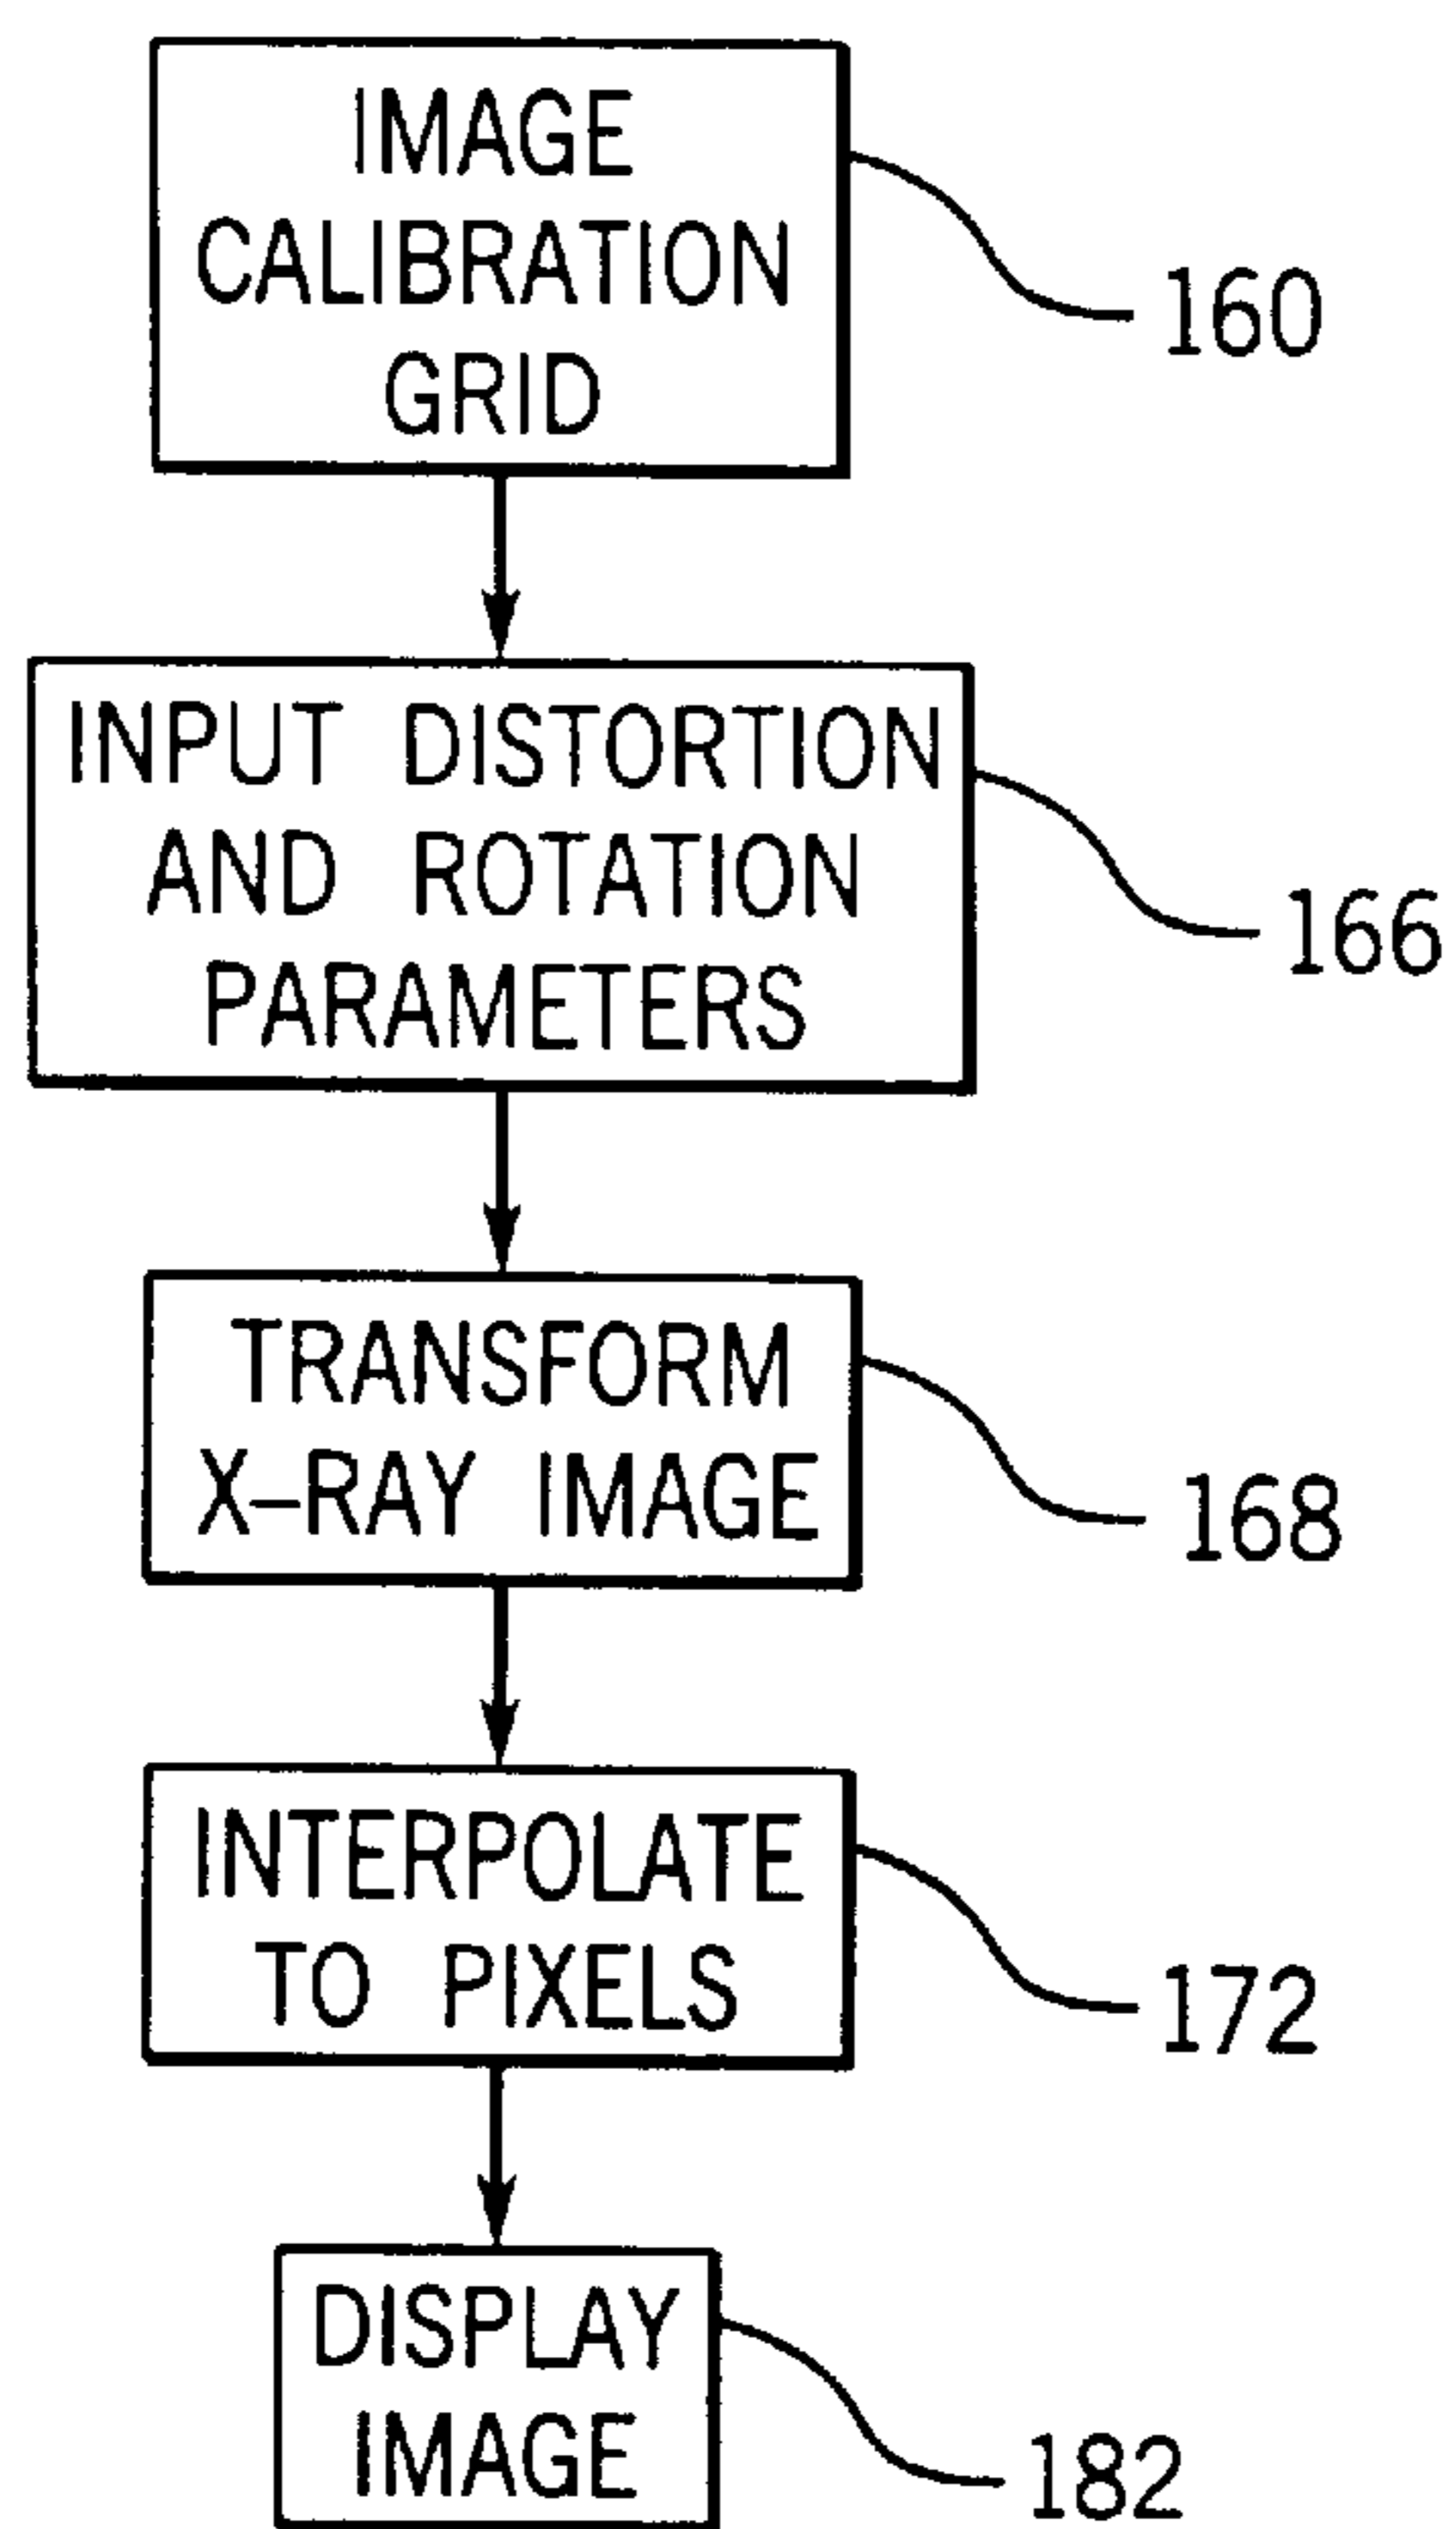 IMAGE
CALIBRATION
GRID
160
INPUT DISTORTION
AND ROTATION
PARAMETERS
166
TRANSFORM
X-RAY IMAGE
168
INTERPOLATE
TO PIXELS
172
DISPLAY
IMAGE
182